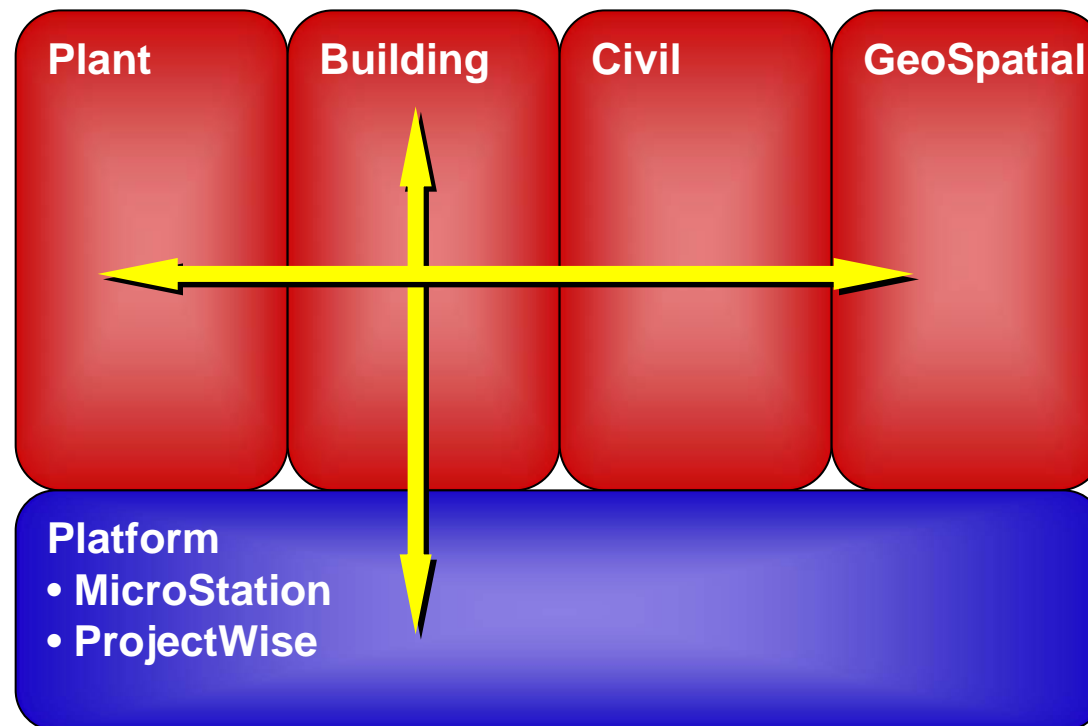 Plant
Building
Civil
GeoSpatial
Platform
• MicroStation
• ProjectWise